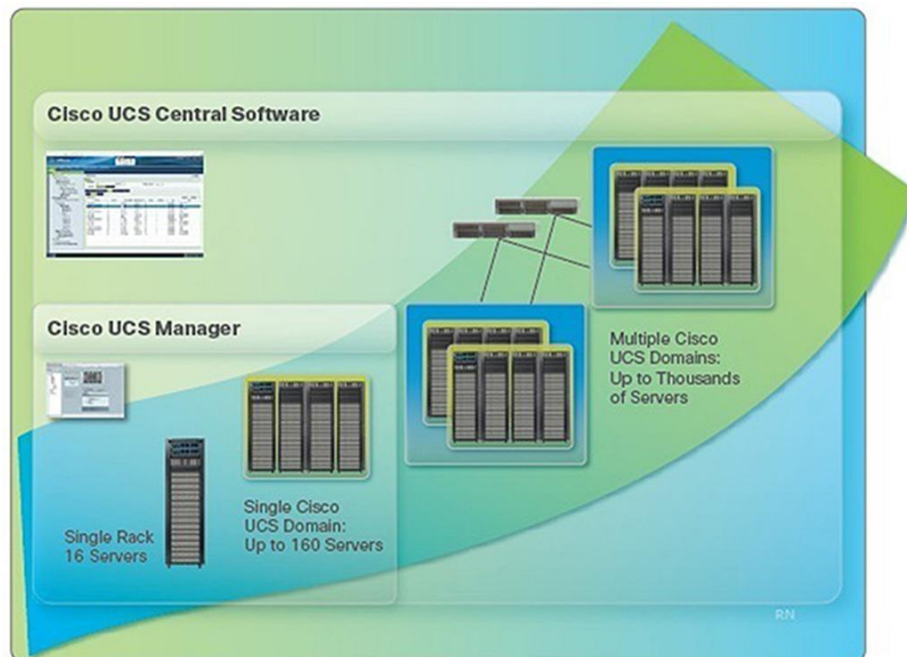 Cisco UCS Central Software
Cisco UCS Manager
Multiple Cisco
UCS Domains:
Up to Thousands
of Servers
Single Cisco
UCS Domain:
Up to 160 Servers
Single Rack
16 Servers
RN